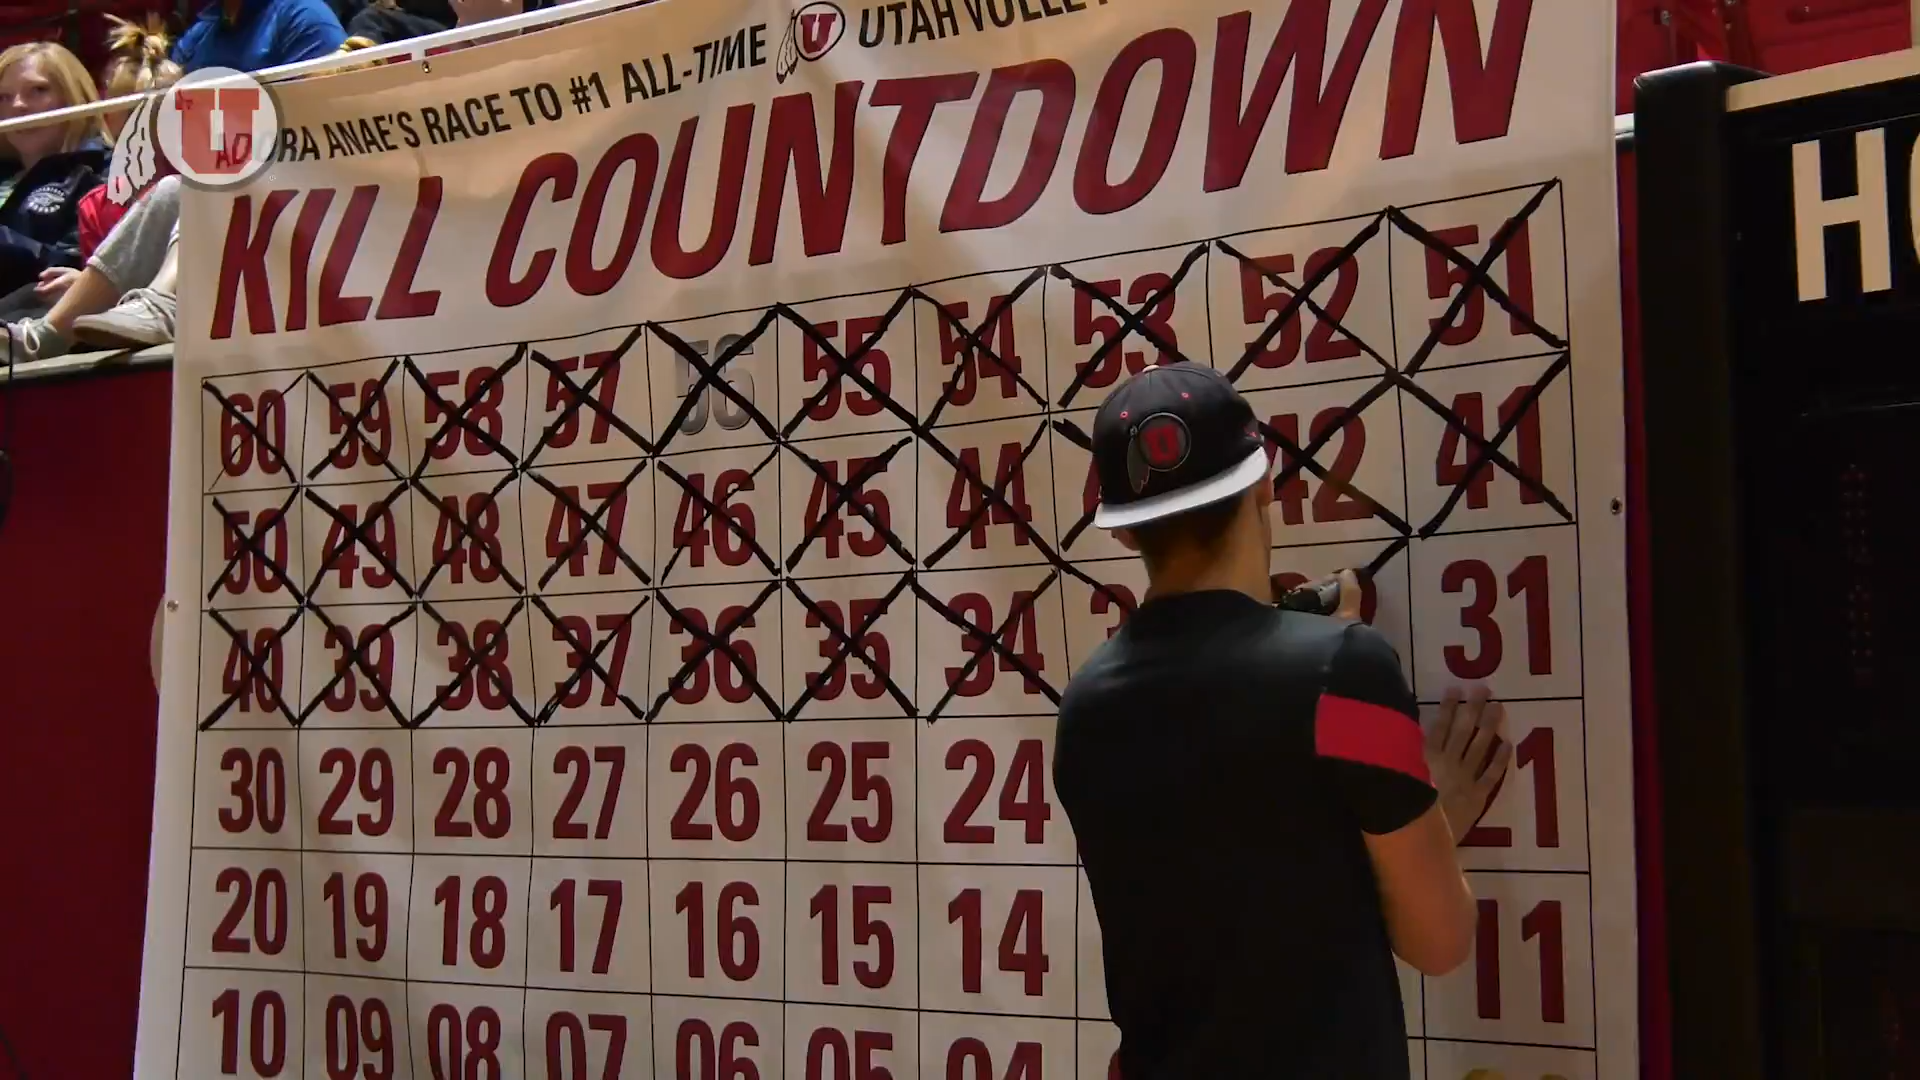 ADORA ANAE'S RACE TO #1 ALL-TIME U UTAH
KILL COUNTDOWN
60 59 58 57 56 55 54 53 52 51
50 49 48 47 46 45 44 42 41
40 39 38 37 36 35 34 31
30 29 28 27 26 25 24 21
20 19 18 17 16 15 14 11
10 09 08 07 06 05 04
U
U